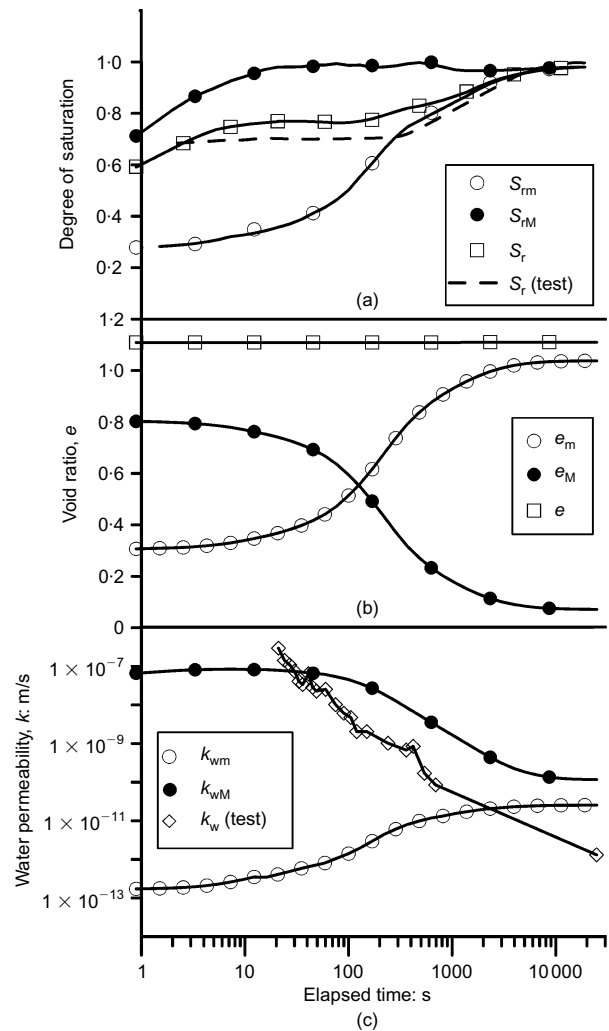 1·0
0·8
0·6
0·4
0·2
Degree of saturation
S_rm
S_rM
S_r
S_r (test)
(a)
1·2
1·0
0·8
0·6
0·4
0·2
0
Void ratio, e
e_m
e_M
e
(b)
1 × 10^−7
1 × 10^−9
1 × 10^−11
1 × 10^−13
Water permeability, k: m/s
k_wm
k_wM
k_w (test)
1 10 100 1000 10 000
Elapsed time: s
(c)